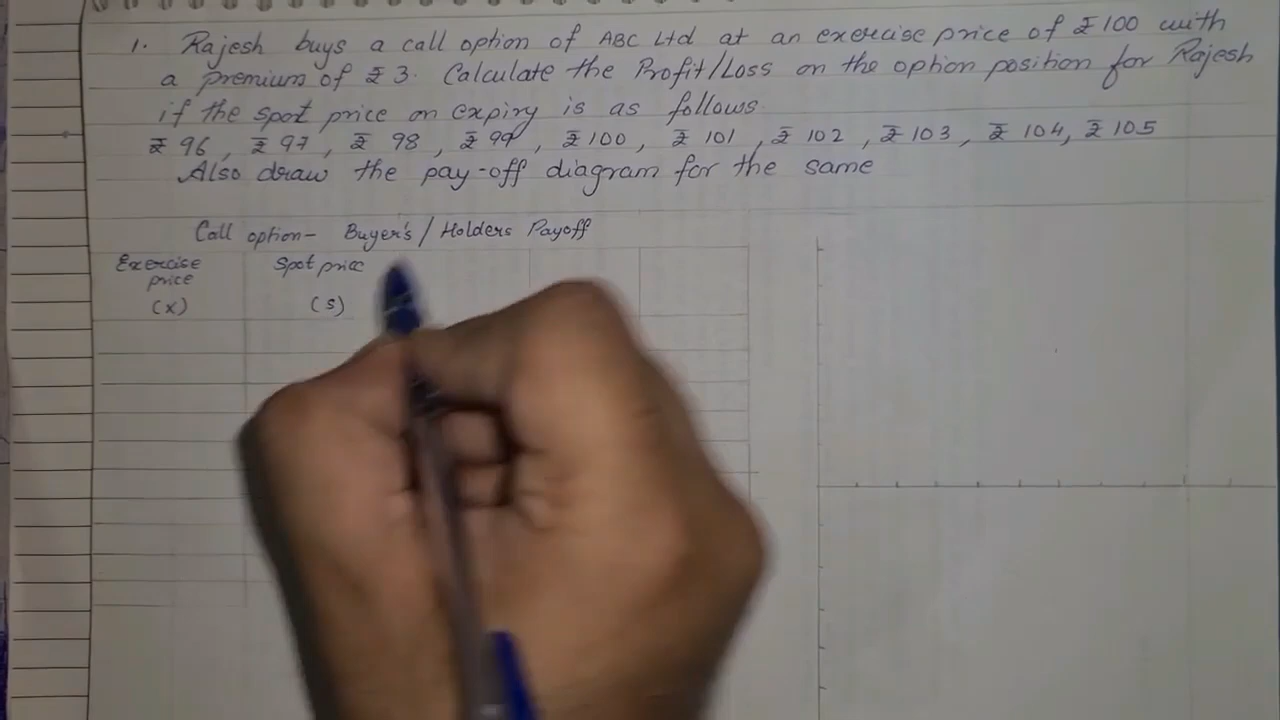 1. Rajesh buys a call option of ABC Ltd at an exercise price of ₹ 100 with
a premium of ₹ 3. Calculate the Profit/Loss on the option position for Rajesh
if the spot price on expiry is as follows
₹ 96, ₹ 97, ₹ 98, ₹ 99, ₹ 100, ₹ 101, ₹ 102, ₹ 103, ₹ 104, ₹ 105
Also draw the pay-off diagram for the same
Call option- Buyer's / Holders Payoff
Exercise price (x)
Spot price (s)